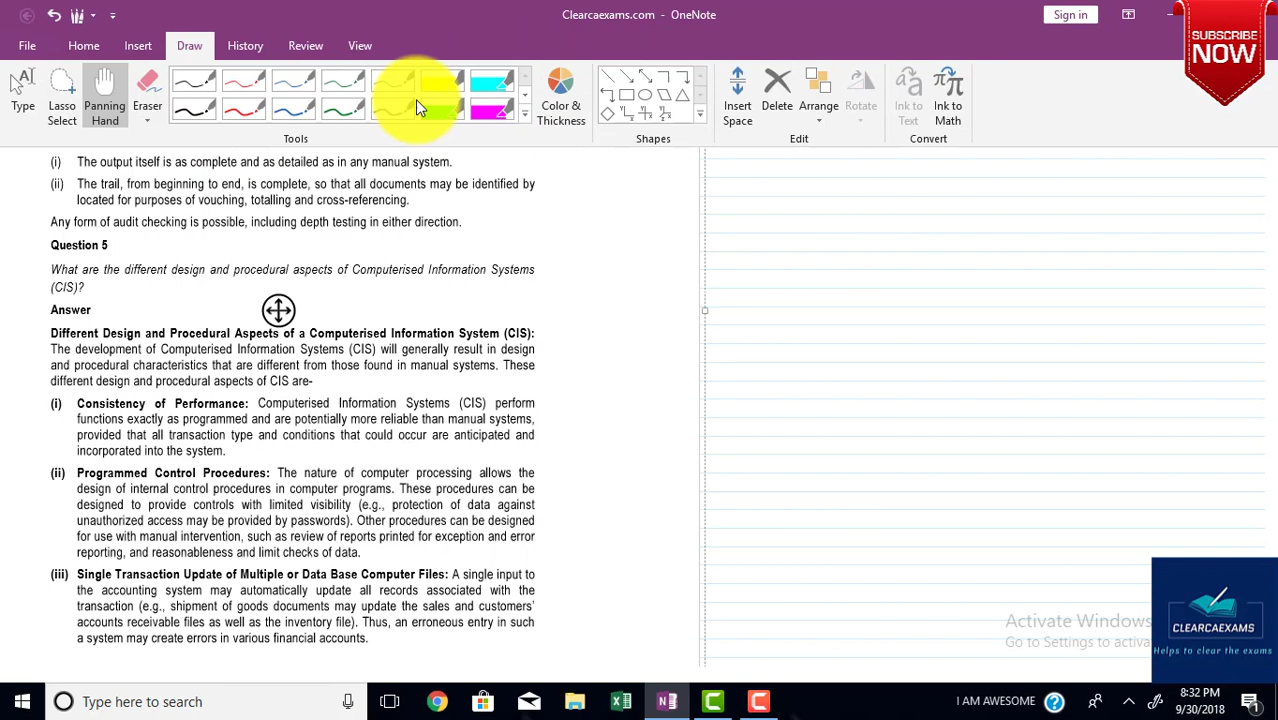 Clearcaexams.com - OneNote
Sign in
SUBSCRIBE
NOW
File Home Insert Draw History Review View
Type
Lasso
Select
Panning
Hand
Eraser
Color &
Thickness
Insert
Space
Delete
Arrange
Rotate
Ink to
Text
Ink to
Math
Tools Shapes Edit Convert
(i) The output itself is as complete and as detailed as in any manual system.
(ii) The trail, from beginning to end, is complete, so that all documents may be identified by
located for purposes of vouching, totalling and cross-referencing.
Any form of audit checking is possible, including depth testing in either direction.
Question 5
What are the different design and procedural aspects of Computerised Information Systems
(CIS)?
Answer
Different Design and Procedural Aspects of a Computerised Information System (CIS):
The development of Computerised Information Systems (CIS) will generally result in design
and procedural characteristics that are different from those found in manual systems. These
different design and procedural aspects of CIS are-
(i) Consistency of Performance: Computerised Information Systems (CIS) perform
functions exactly as programmed and are potentially more reliable than manual systems,
provided that all transaction type and conditions that could occur are anticipated and
incorporated into the system.
(ii) Programmed Control Procedures: The nature of computer processing allows the
design of internal control procedures in computer programs. These procedures can be
designed to provide controls with limited visibility (e.g., protection of data against
unauthorized access may be provided by passwords). Other procedures can be designed
for use with manual intervention, such as review of reports printed for exception and error
reporting, and reasonableness and limit checks of data.
(iii) Single Transaction Update of Multiple or Data Base Computer Files: A single input to
the accounting system may automatically update all records associated with the
transaction (e.g., shipment of goods documents may update the sales and customers'
accounts receivable files as well as the inventory file). Thus, an erroneous entry in such
a system may create errors in various financial accounts.
Activate Windows
Go to Settings to activa
CLEARCAEXAMS
Helps to clear the exams
Type here to search
I AM AWESOME
8:32 PM
9/30/2018
1